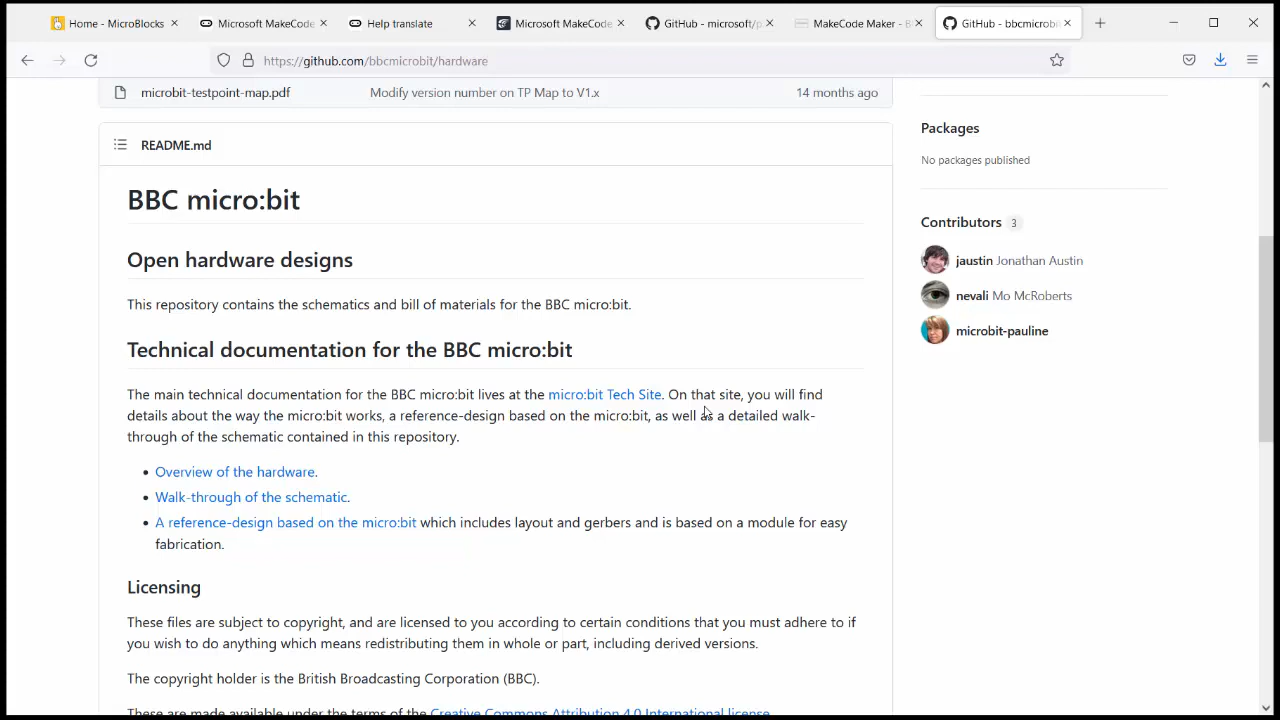 Home - MicroBlocks
Microsoft MakeCode
Help translate
Microsoft MakeCode
GitHub - microsoft/p
MakeCode Maker - B
GitHub - bbcmicrobi
https://github.com/bbcmicrobit/hardware
microbit-testpoint-map.pdf Modify version number on TP Map to V1.x 14 months ago
README.md
BBC micro:bit
Open hardware designs
This repository contains the schematics and bill of materials for the BBC micro:bit.
Technical documentation for the BBC micro:bit
The main technical documentation for the BBC micro:bit lives at the micro:bit Tech Site. On that site, you will find
details about the way the micro:bit works, a reference-design based on the micro:bit, as well as a detailed walk-
through of the schematic contained in this repository.
• Overview of the hardware.
• Walk-through of the schematic.
• A reference-design based on the micro:bit which includes layout and gerbers and is based on a module for easy
fabrication.
Licensing
These files are subject to copyright, and are licensed to you according to certain conditions that you must adhere to if
you wish to do anything which means redistributing them in whole or part, including derived versions.
The copyright holder is the British Broadcasting Corporation (BBC).
These are made available under the terms of the Creative Commons Attribution 4.0 International license
Packages
No packages published
Contributors 3
jaustin Jonathan Austin
nevali Mo McRoberts
microbit-pauline